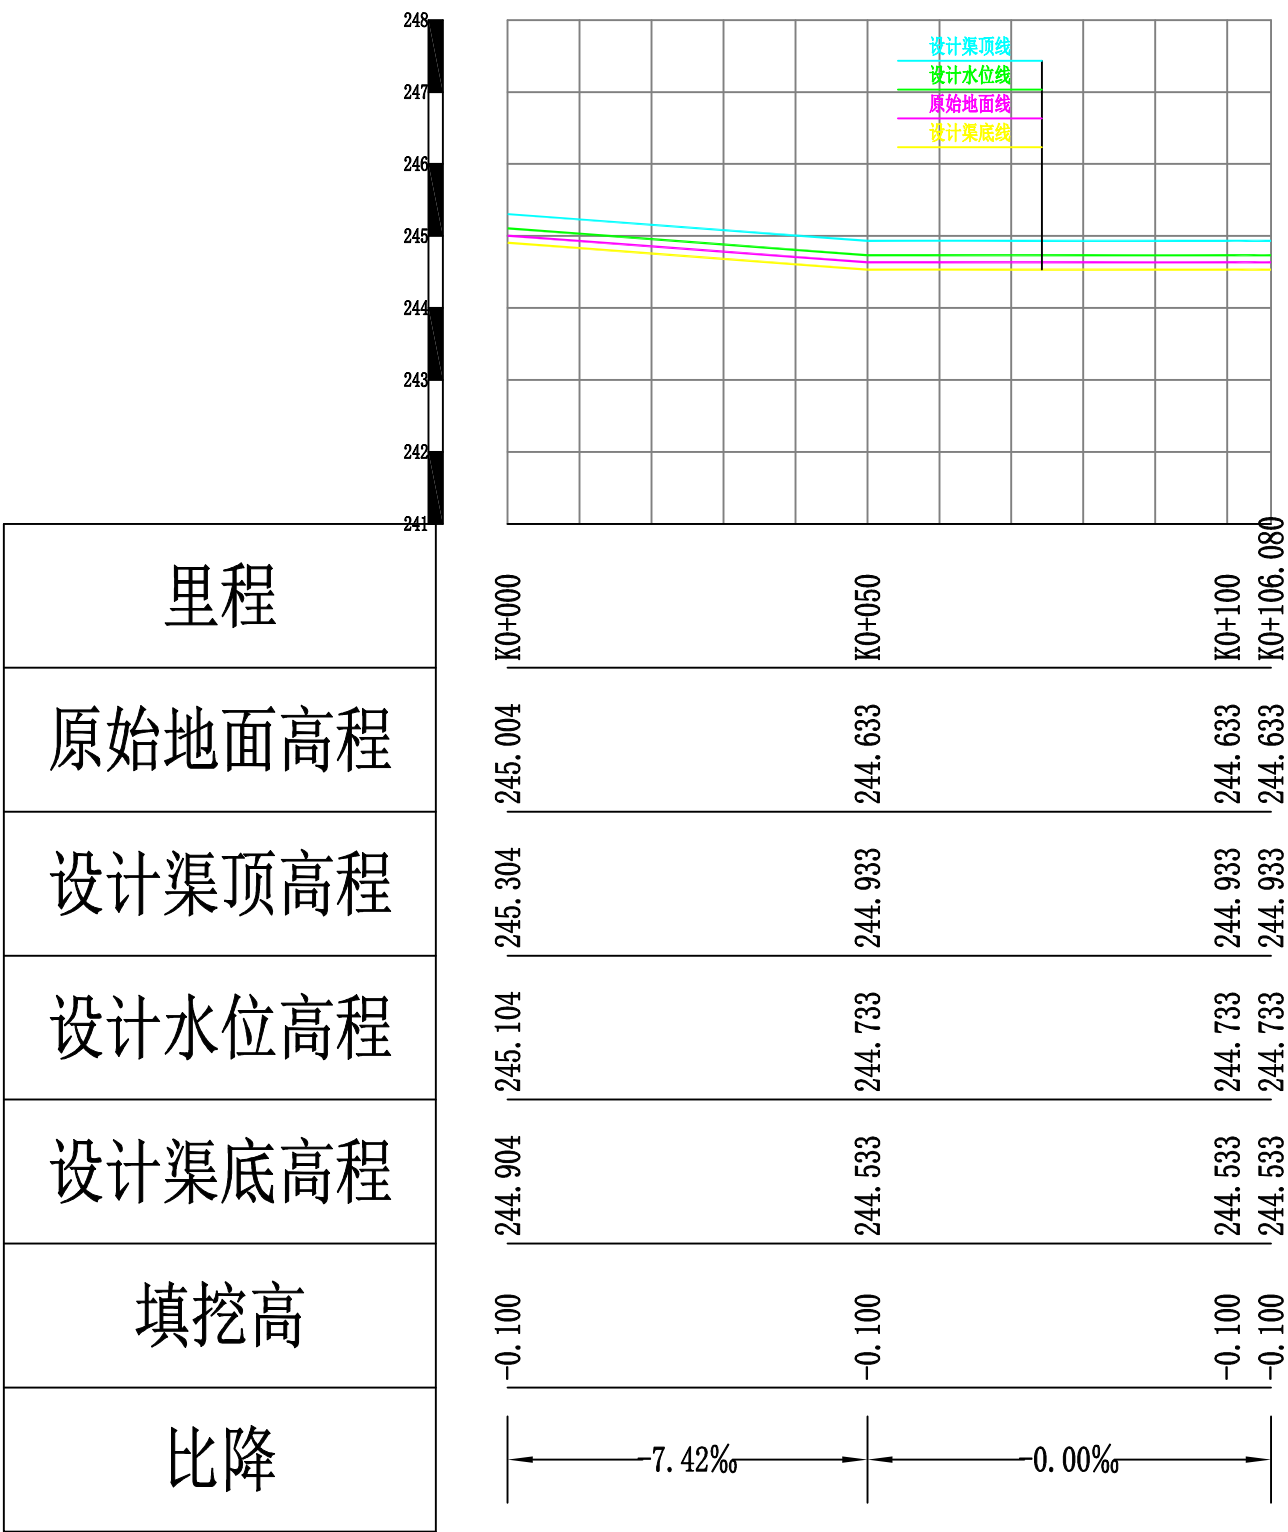 248
247
246
245
244
243
242
241
设计渠顶线
设计水位线
原始地面线
设计渠底线
里程 K0+000 K0+050 K0+100 K0+106.080
原始地面高程 245.004 244.633 244.633 244.633
设计渠顶高程 245.304 244.933 244.933 244.933
设计水位高程 245.104 244.733 244.733 244.733
设计渠底高程 244.904 244.533 244.533 244.533
填挖高 -0.100 -0.100 -0.100 -0.100
比降 -7.42‰ -0.00‰